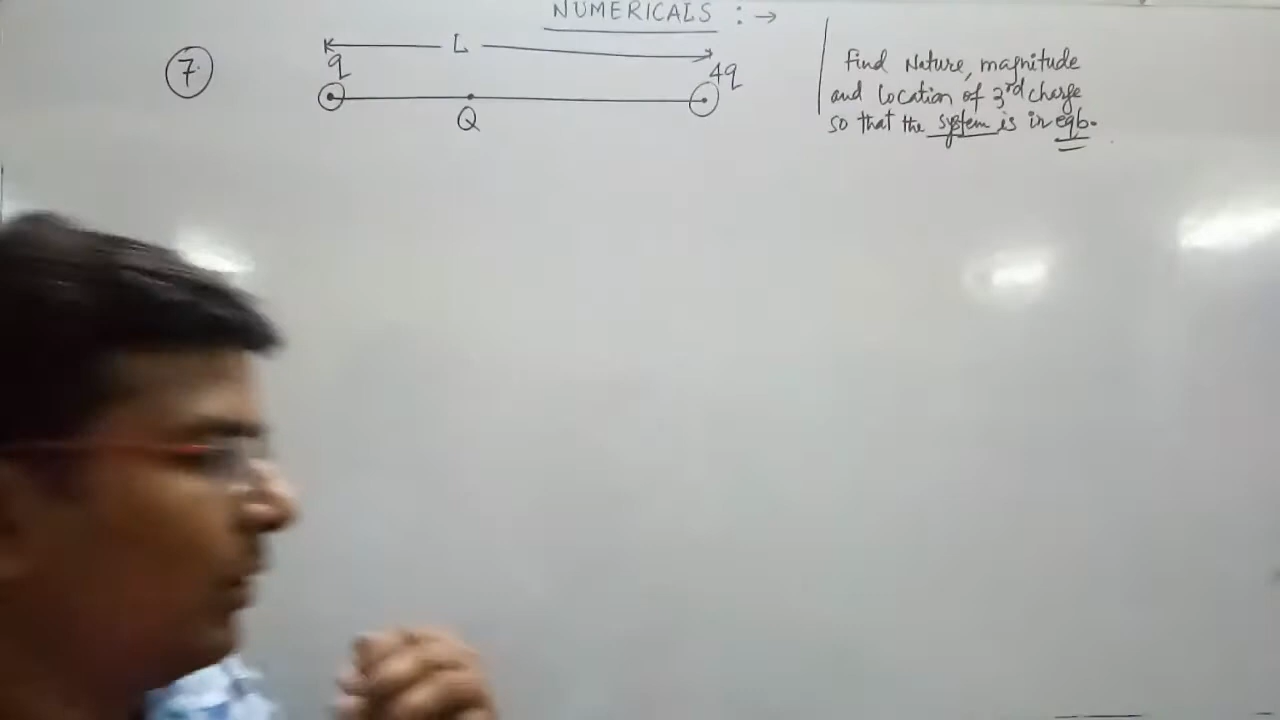 NUMERICALS : →
7.
L
q
4q
Q
find Nature, magnitude
and location of 3rd charge
so that the system is in eqb.